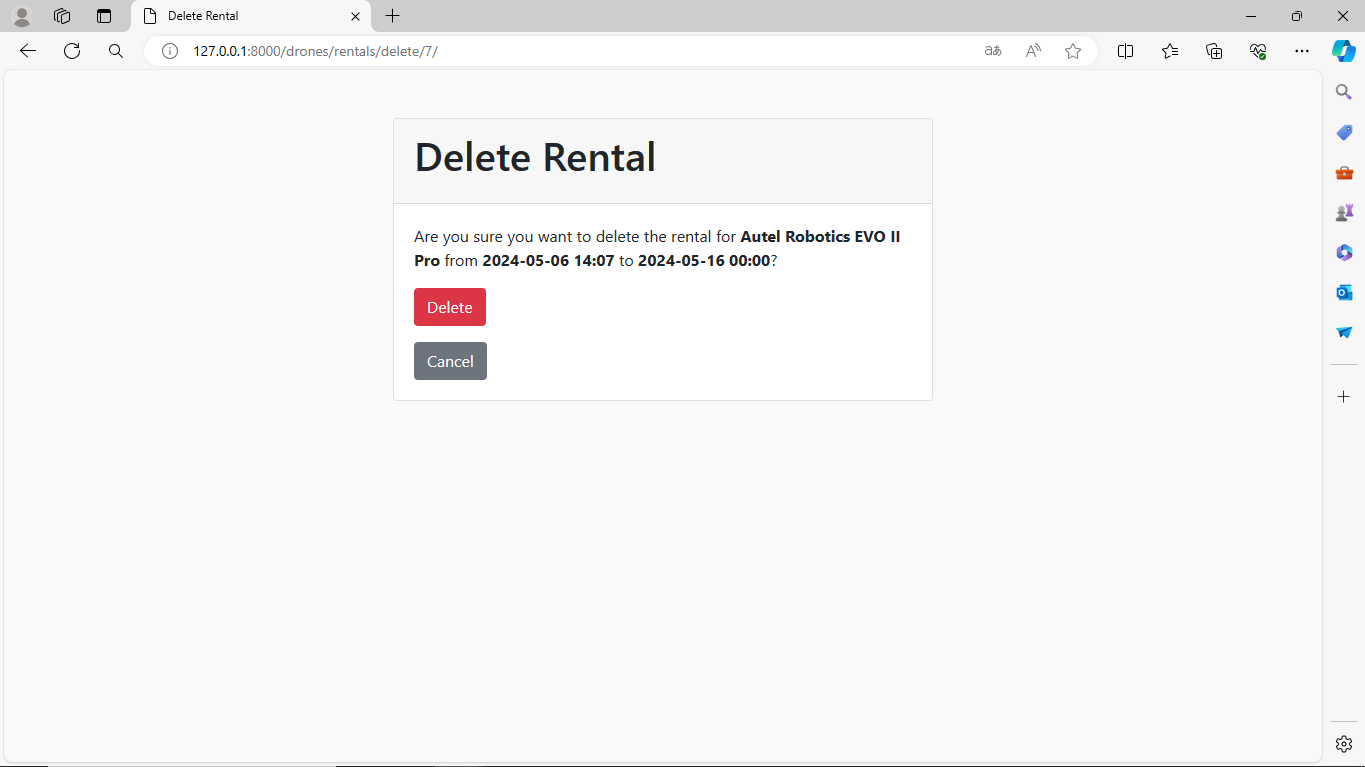 Delete Rental
127.0.0.1:8000/drones/rentals/delete/7/
Delete Rental
Are you sure you want to delete the rental for Autel Robotics EVO II
Pro from 2024-05-06 14:07 to 2024-05-16 00:00?
Delete
Cancel